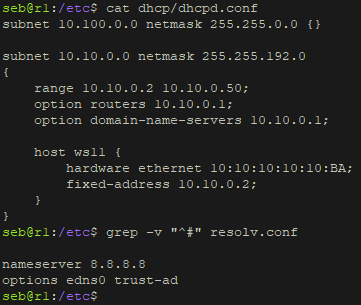 seb@r1:/etc$ cat dhcp/dhcpd.conf
subnet 10.100.0.0 netmask 255.255.0.0 {}

subnet 10.10.0.0 netmask 255.255.192.0
{
    range 10.10.0.2 10.10.0.50;
    option routers 10.10.0.1;
    option domain-name-servers 10.10.0.1;

    host ws11 {
        hardware ethernet 10:10:10:10:10:BA;
        fixed-address 10.10.0.2;
    }
}
seb@r1:/etc$ grep -v "^#" resolv.conf

nameserver 8.8.8.8
options edns0 trust-ad
seb@r1:/etc$